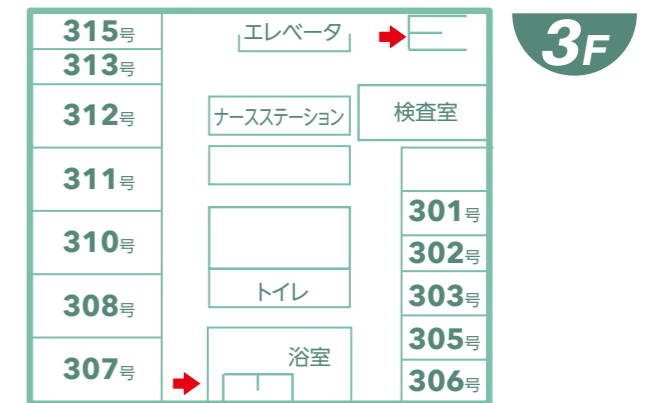 315号
エレベータ
3F
313号
312号
ナースステーション
検査室
311号
301号
310号
302号
トイレ
308号
303号
305号
浴室
307号
306号